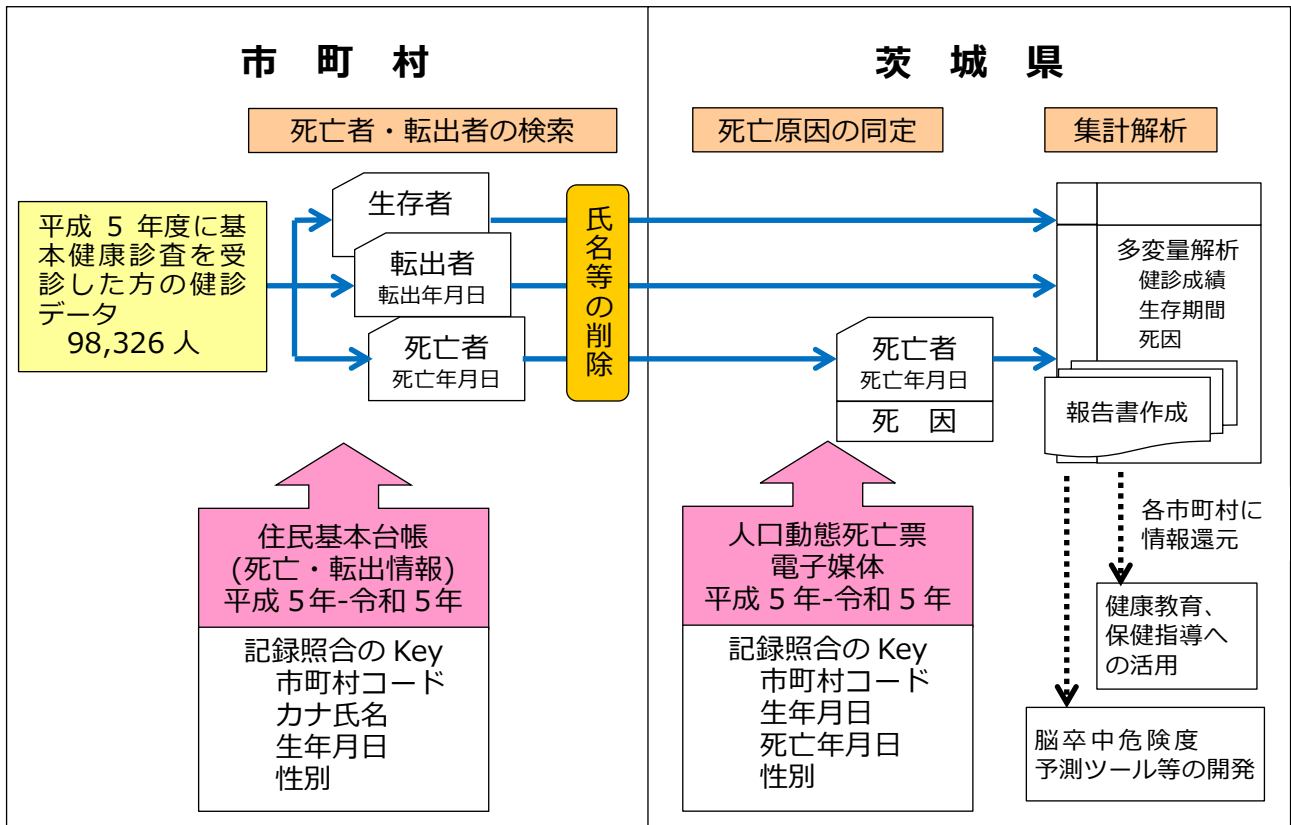 市 町 村
死亡者・転出者の検索
平成 5 年度に基
本健康診査を受
診した方の健診
データ
98,326 人
生存者
転出者
転出年月日
死亡者
死亡年月日
氏名等の削除
住民基本台帳
(死亡・転出情報)
平成 5年-令和 5年
記録照合の Key
市町村コード
カナ氏名
生年月日
性別
茨 城 県
死亡原因の同定
集計解析
死亡者
死亡年月日
死 因
人口動態死亡票
電子媒体
平成 5 年-令和 5 年
記録照合の Key
市町村コード
生年月日
死亡年月日
性別
多変量解析
健診成績
生存期間
死因
報告書作成
各市町村に
情報還元
健康教育、
保健指導へ
の活用
脳卒中危険度
予測ツール等の開発